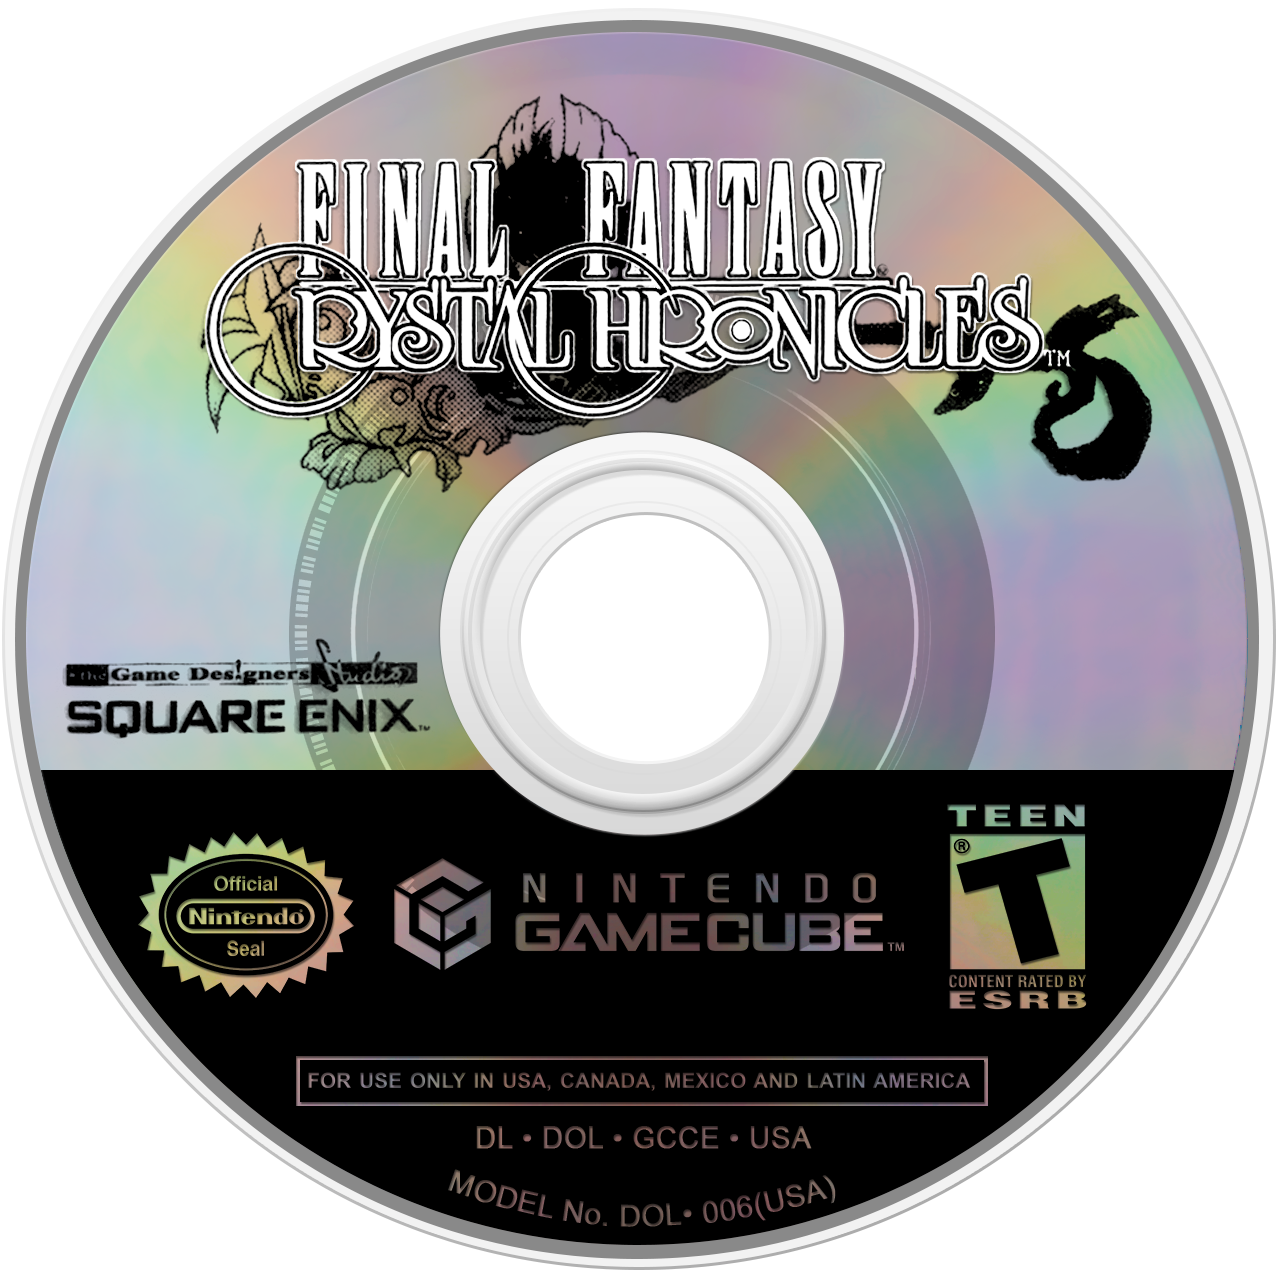 FINAL FANTASY
CRYSTAL CHRONICLES™
the Game Designers Studio
SQUARE ENIX™
TEEN
T®
CONTENT RATED BY
ESRB
Official
Nintendo®
Seal
NINTENDO
GAMECUBE™
FOR USE ONLY IN USA, CANADA, MEXICO AND LATIN AMERICA
DL • DOL • GCCE • USA
MODEL No. DOL• 006(USA)